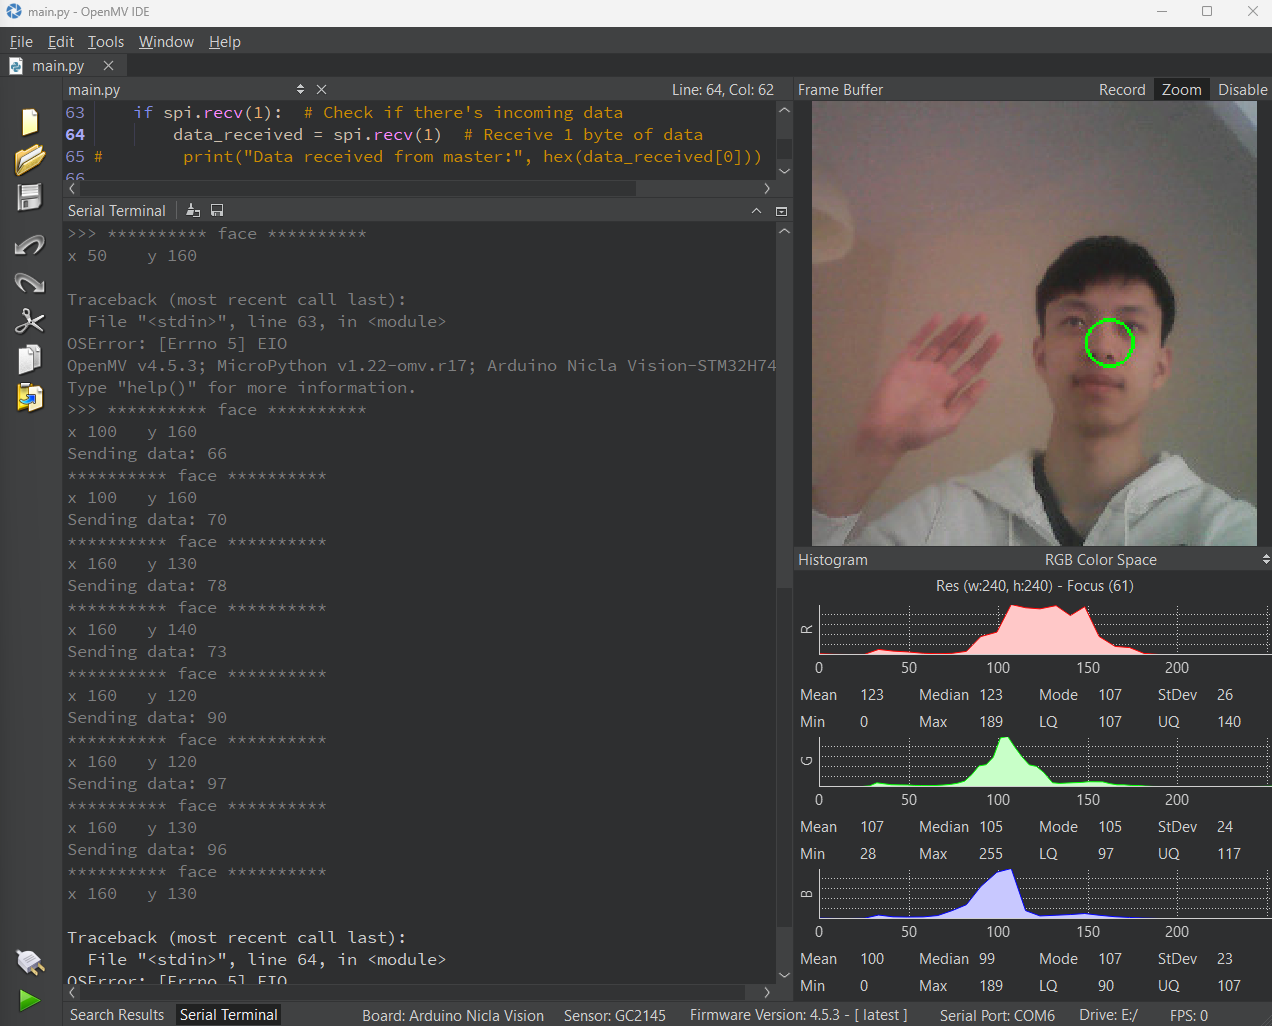 main.py - OpenMV IDE
File Edit Tools Window Help
main.py
main.py Line: 64, Col: 62
63 if spi.recv(1): # Check if there's incoming data
64 data_received = spi.recv(1) # Receive 1 byte of data
65 # print("Data received from master:", hex(data_received[0]))
66
Serial Terminal
>>> ********** face **********
x 50 y 160
Traceback (most recent call last):
File "<stdin>", line 63, in <module>
OSError: [Errno 5] EIO
OpenMV v4.5.3; MicroPython v1.22-omv.r17; Arduino Nicla Vision-STM32H74
Type "help()" for more information.
>>> ********** face **********
x 100 y 160
Sending data: 66
********** face **********
x 100 y 160
Sending data: 70
********** face **********
x 160 y 130
Sending data: 78
********** face **********
x 160 y 140
Sending data: 73
********** face **********
x 160 y 120
Sending data: 90
********** face **********
x 160 y 120
Sending data: 97
********** face **********
x 160 y 130
Sending data: 96
********** face **********
x 160 y 130
Traceback (most recent call last):
File "<stdin>", line 64, in <module>
OSError: [Errno 5] EIO
Frame Buffer Record Zoom Disable
Histogram RGB Color Space
Res (w:240, h:240) - Focus (61)
R
0 50 100 150 200
Mean 123 Median 123 Mode 107 StDev 26
Min 0 Max 189 LQ 107 UQ 140
G
0 50 100 150 200
Mean 107 Median 105 Mode 105 StDev 24
Min 28 Max 255 LQ 97 UQ 117
B
0 50 100 150 200
Mean 100 Median 99 Mode 107 StDev 23
Min 0 Max 189 LQ 90 UQ 107
Search Results Serial Terminal Board: Arduino Nicla Vision Sensor: GC2145 Firmware Version: 4.5.3 - [ latest ] Serial Port: COM6 Drive: E:/ FPS: 0